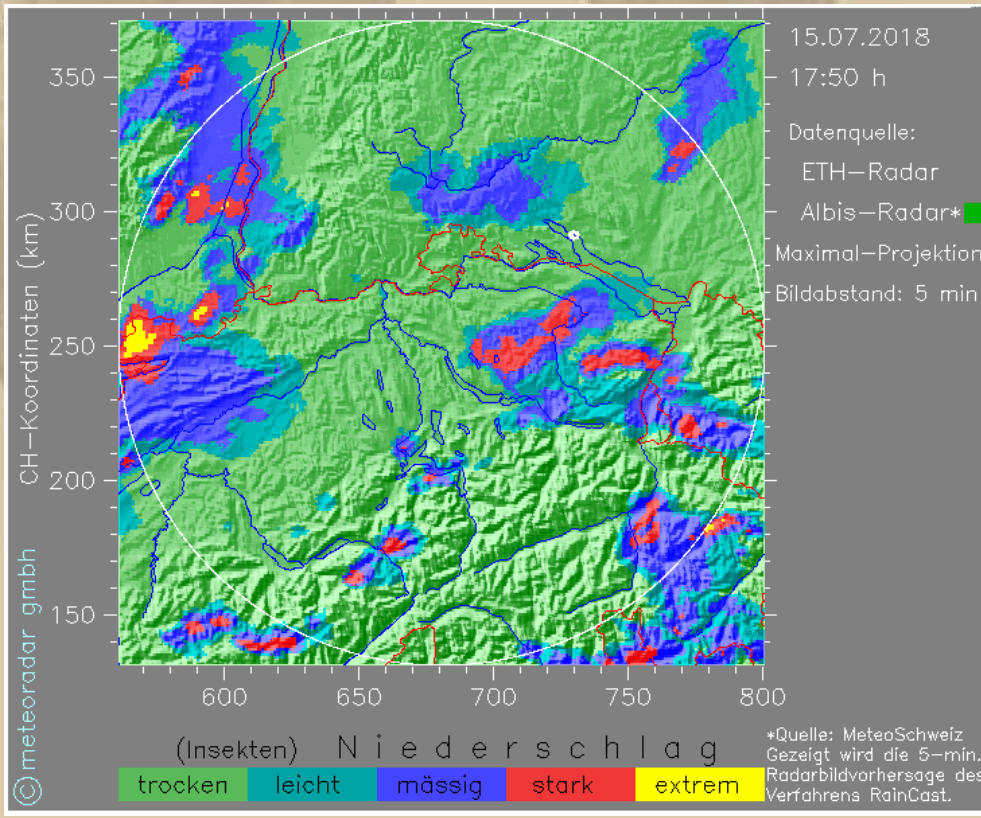 15.07.2018
17:50 h
Datenquelle:
ETH-Radar
Albis-Radar*
Maximal-Projektion
Bildabstand: 5 min
CH-Koordinaten (km)
350
300
250
200
150
600 650 700 750 800
© meteoradar gmbh
(Insekten) Niederschlag
trocken leicht mässig stark extrem
*Quelle: MeteoSchweiz
Gezeigt wird die 5-min.
Radarbildvorhersage des
Verfahrens RainCast.